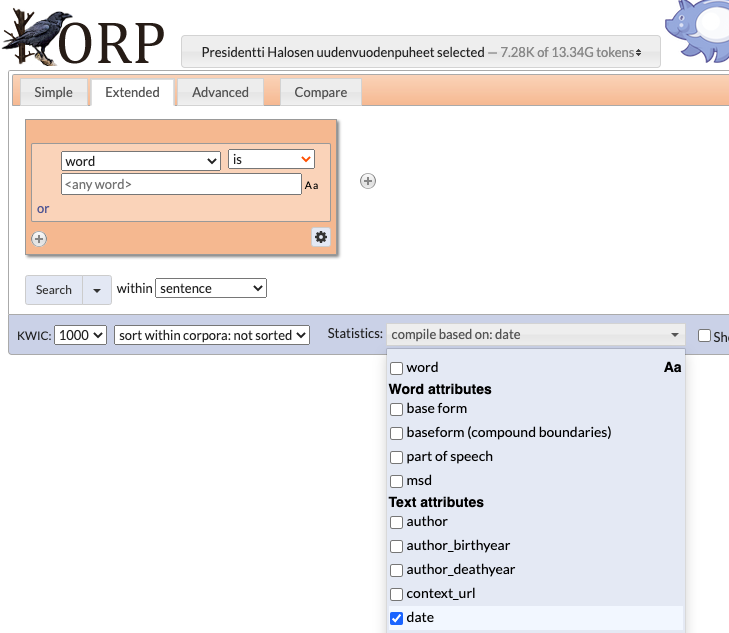 KORP
Presidentti Halosen uudenvuodenpuheet selected — 7.28K of 13.34G tokens
Simple Extended Advanced Compare
word is
<any word> Aa
or
Search within sentence
KWIC: 1000 sort within corpora: not sorted Statistics: compile based on: date
word Aa
Word attributes
base form
baseform (compound boundaries)
part of speech
msd
Text attributes
author
author_birthyear
author_deathyear
context_url
date